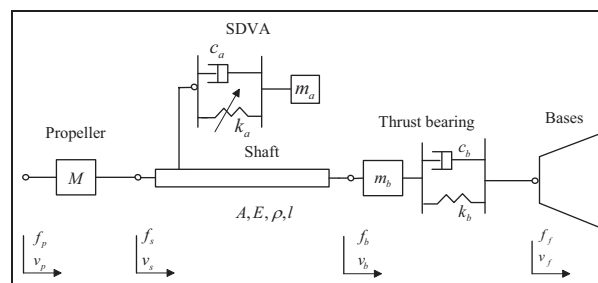 SDVA
c_a
m_a
k_a
Propeller
Thrust bearing
Bases
Shaft
M
c_b
m_b
k_b
A, E, ρ, l
f_p
v_p
f_s
v_s
f_b
v_b
f_f
v_f